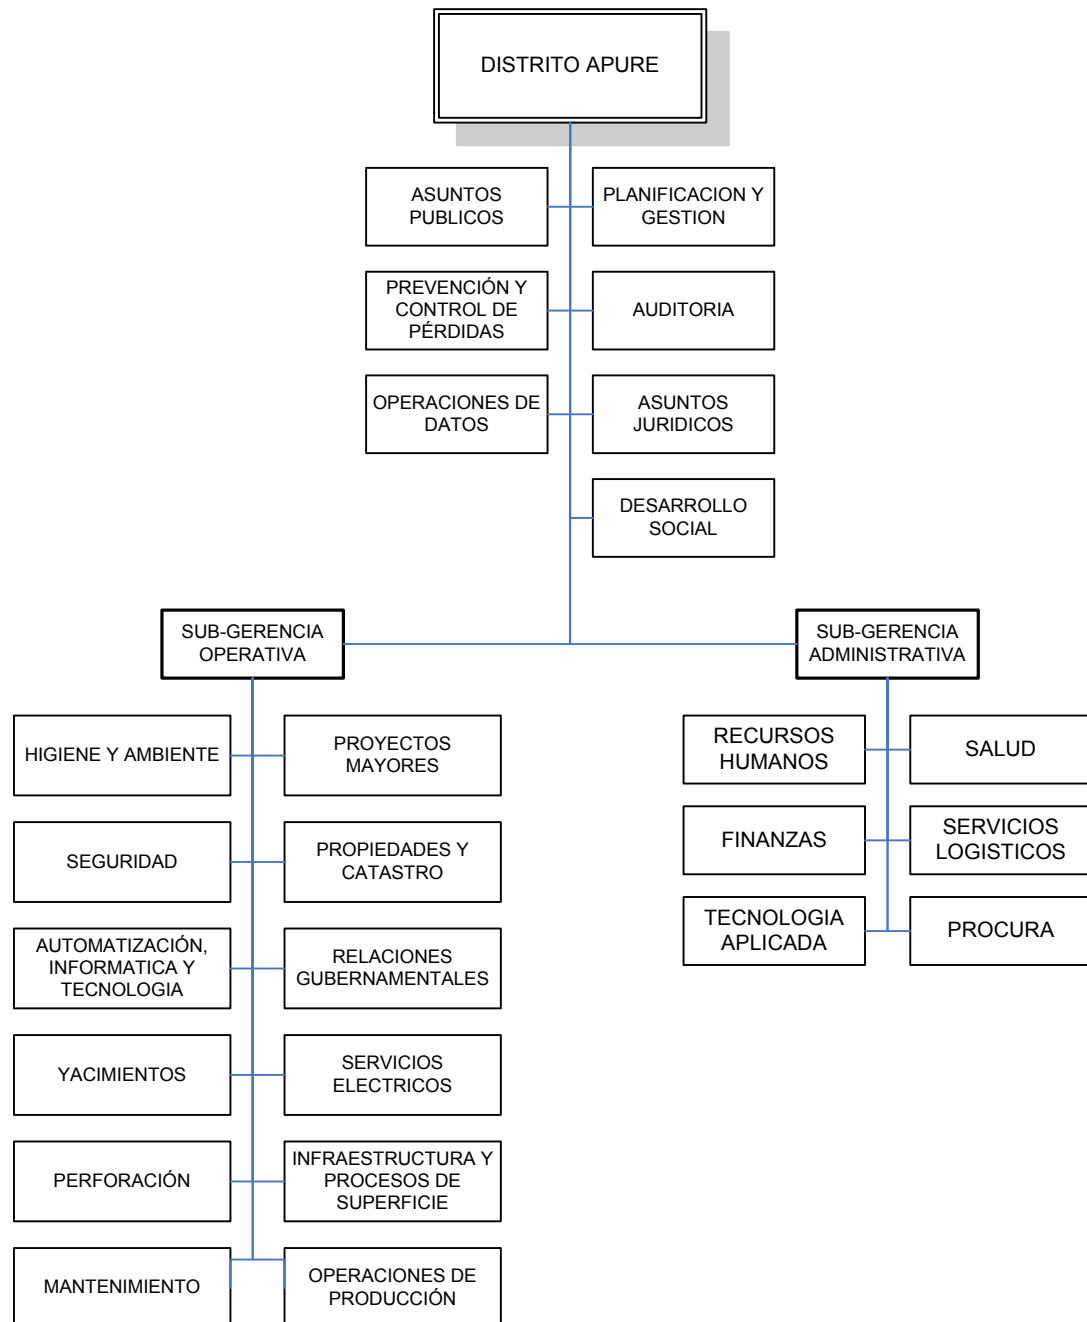 DISTRITO APURE
ASUNTOS
PUBLICOS
PLANIFICACION Y
GESTION
PREVENCIÓN Y
CONTROL DE
PÉRDIDAS
AUDITORIA
OPERACIONES DE
DATOS
ASUNTOS
JURIDICOS
DESARROLLO
SOCIAL
SUB-GERENCIA
OPERATIVA
SUB-GERENCIA
ADMINISTRATIVA
HIGIENE Y AMBIENTE
PROYECTOS
MAYORES
SEGURIDAD
PROPIEDADES Y
CATASTRO
AUTOMATIZACIÓN,
INFORMATICA Y
TECNOLOGIA
RELACIONES
GUBERNAMENTALES
YACIMIENTOS
SERVICIOS
ELECTRICOS
PERFORACIÓN
INFRAESTRUCTURA Y
PROCESOS DE
SUPERFICIE
MANTENIMIENTO
OPERACIONES DE
PRODUCCIÓN
RECURSOS
HUMANOS
SALUD
FINANZAS
SERVICIOS
LOGISTICOS
TECNOLOGIA
APLICADA
PROCURA